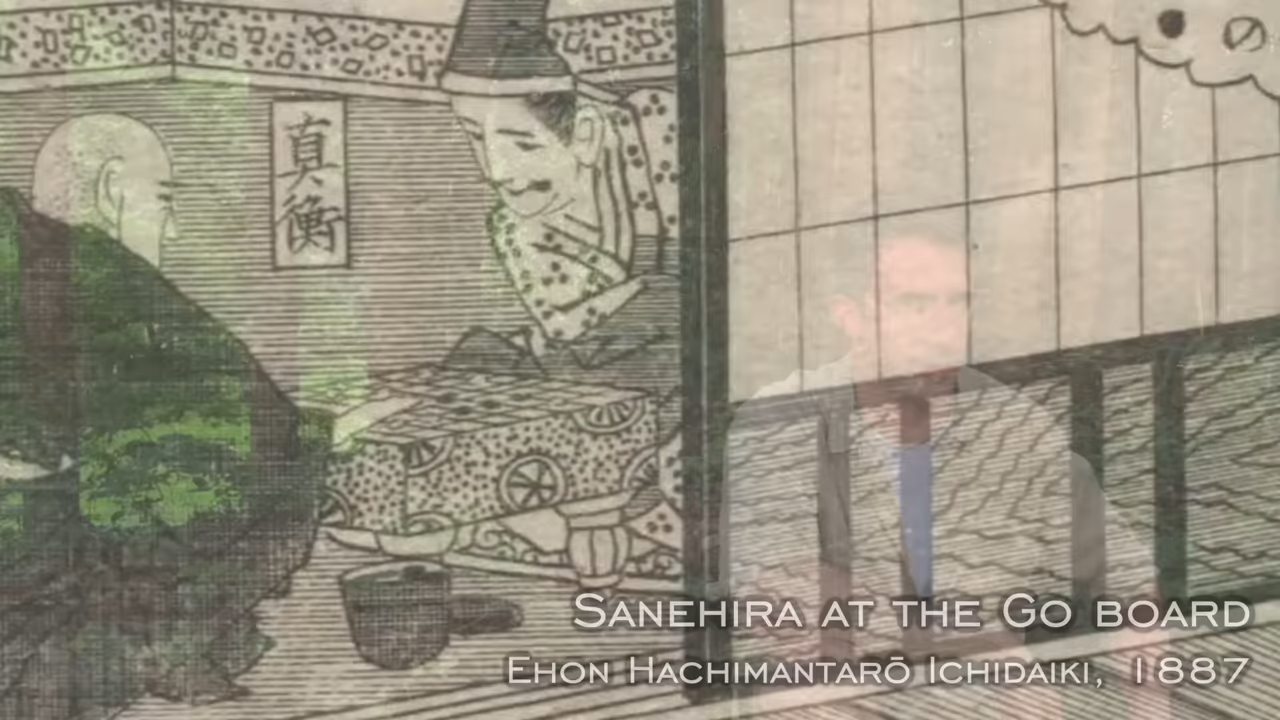 真衡
の
SANEHIRA AT THE GO BOARD
EHON HACHIMANTARŌ ICHIDAIKI, 1887